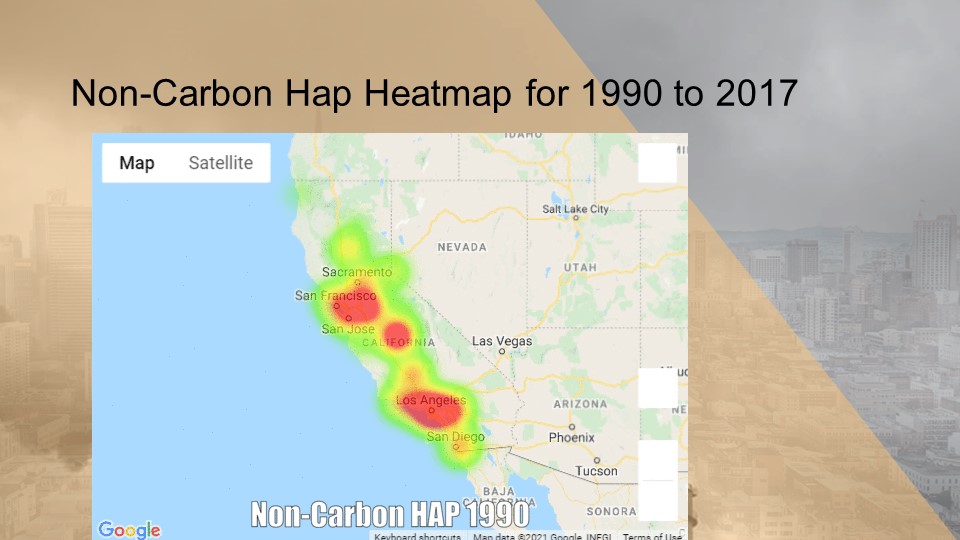 Non-Carbon Hap Heatmap for 1990 to 2017
Map Satellite
IDAHO
Salt Lake City
NEVADA
UTAH
Sacramento
San Francisco
San Jose
CALIFORNIA
Las Vegas
Los Angeles
ARIZONA
San Diego
Phoenix
Tucson
BAJA
CALIFORNIA
SONORA
Non-Carbon HAP 1990
Google
Keyboard shortcuts Map data ©2021 Google, INEGI Terms of Use